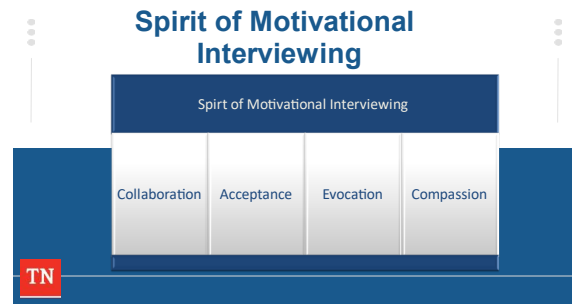 Spirit of Motivational
Interviewing
Spirt of Motivational Interviewing
Collaboration
Acceptance
Evocation
Compassion
TN